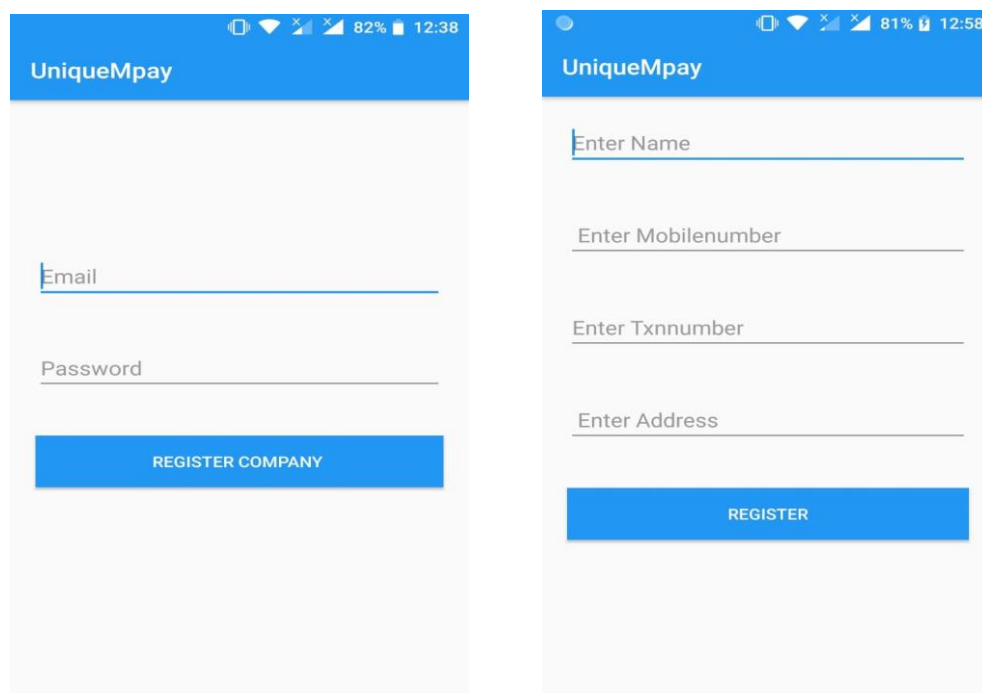 82% 12:38
UniqueMpay
Email
Password
REGISTER COMPANY
81% 12:58
UniqueMpay
Enter Name
Enter Mobilenumber
Enter Txnnumber
Enter Address
REGISTER